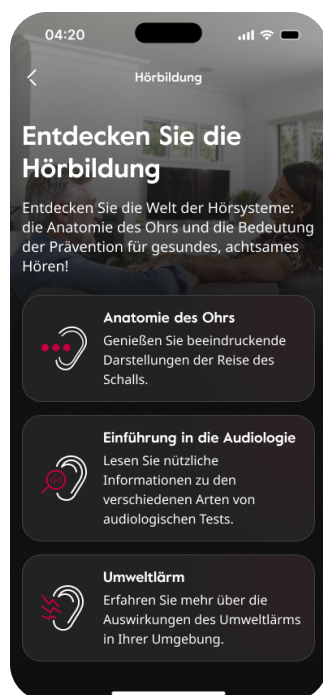 04:20
Hörbildung
Entdecken Sie die
Hörbildung
Entdecken Sie die Welt der Hörsysteme:
die Anatomie des Ohrs und die Bedeutung
der Prävention für gesundes, achtsames
Hören!
Anatomie des Ohrs
Genießen Sie beeindruckende
Darstellungen der Reise des
Schalls.
Einführung in die Audiologie
Lesen Sie nützliche
Informationen zu den
verschiedenen Arten von
audiologischen Tests.
Umweltlärm
Erfahren Sie mehr über die
Auswirkungen des Umweltlärms
in Ihrer Umgebung.